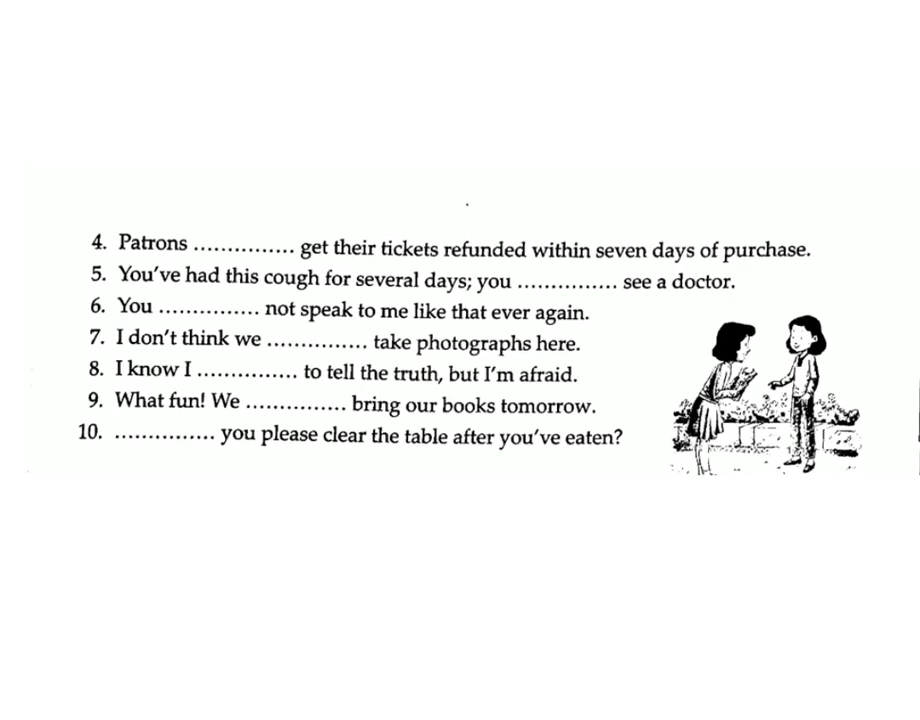 4. Patrons ............... get their tickets refunded within seven days of purchase.
5. You've had this cough for several days; you ............... see a doctor.
6. You ............... not speak to me like that ever again.
7. I don't think we ............... take photographs here.
8. I know I ............... to tell the truth, but I'm afraid.
9. What fun! We ............... bring our books tomorrow.
10. ............... you please clear the table after you've eaten?